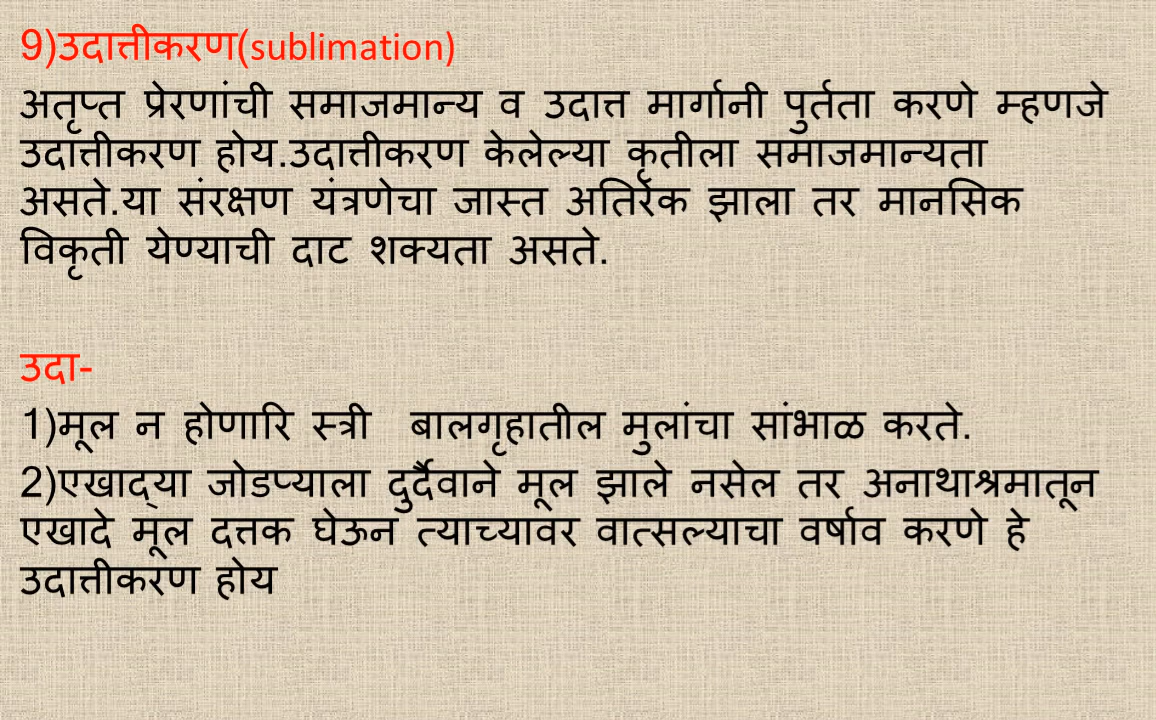 9)उदात्तीकरण(sublimation)
अतृप्त प्रेरणांची समाजमान्य व उदात्त मार्गानी पुर्तता करणे म्हणजे
उदात्तीकरण होय.उदात्तीकरण केलेल्या कृतीला समाजमान्यता
असते.या संरक्षण यंत्रणेचा जास्त अतिरेक झाला तर मानसिक
विकृती येण्याची दाट शक्यता असते.
उदा-
1)मूल न होणारि स्त्री बालगृहातील मुलांचा सांभाळ करते.
2)एखाद्‌या जोडप्याला दुर्दैवाने मूल झाले नसेल तर अनाथाश्रमातून
एखादे मूल दत्तक घेऊन त्याच्यावर वात्सल्याचा वर्षाव करणे हे
उदात्तीकरण होय